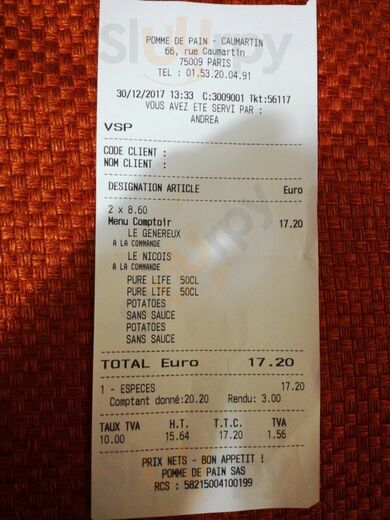 POMME DE PAIN - CAUMARTIN
66, rue Caumartin
75009 PARIS
TEL : 01.53.20.04.91
30/12/2017 13:33 C:3009001 Tkt:56117
VOUS AVEZ ETE SERVI PAR :
ANDREA
VSP
CODE CLIENT :
NOM CLIENT :
DESIGNATION ARTICLE Euro
2 x 8.60
Menu Comptoir 17.20
LE GENEREUX
A LA COMMANDE
LE NICOIS
A LA COMMANDE
PURE LIFE 50CL
PURE LIFE 50CL
POTATOES
SANS SAUCE
POTATOES
SANS SAUCE
TOTAL Euro 17.20
1 - ESPECES 17.20
Comptant donné:20.20 Rendu: 3.00
TAUX TVA H.T. T.T.C. TVA
10.00 15.64 17.20 1.56
PRIX NETS - BON APPETIT !
POMME DE PAIN SAS
RCS : 58215004100199